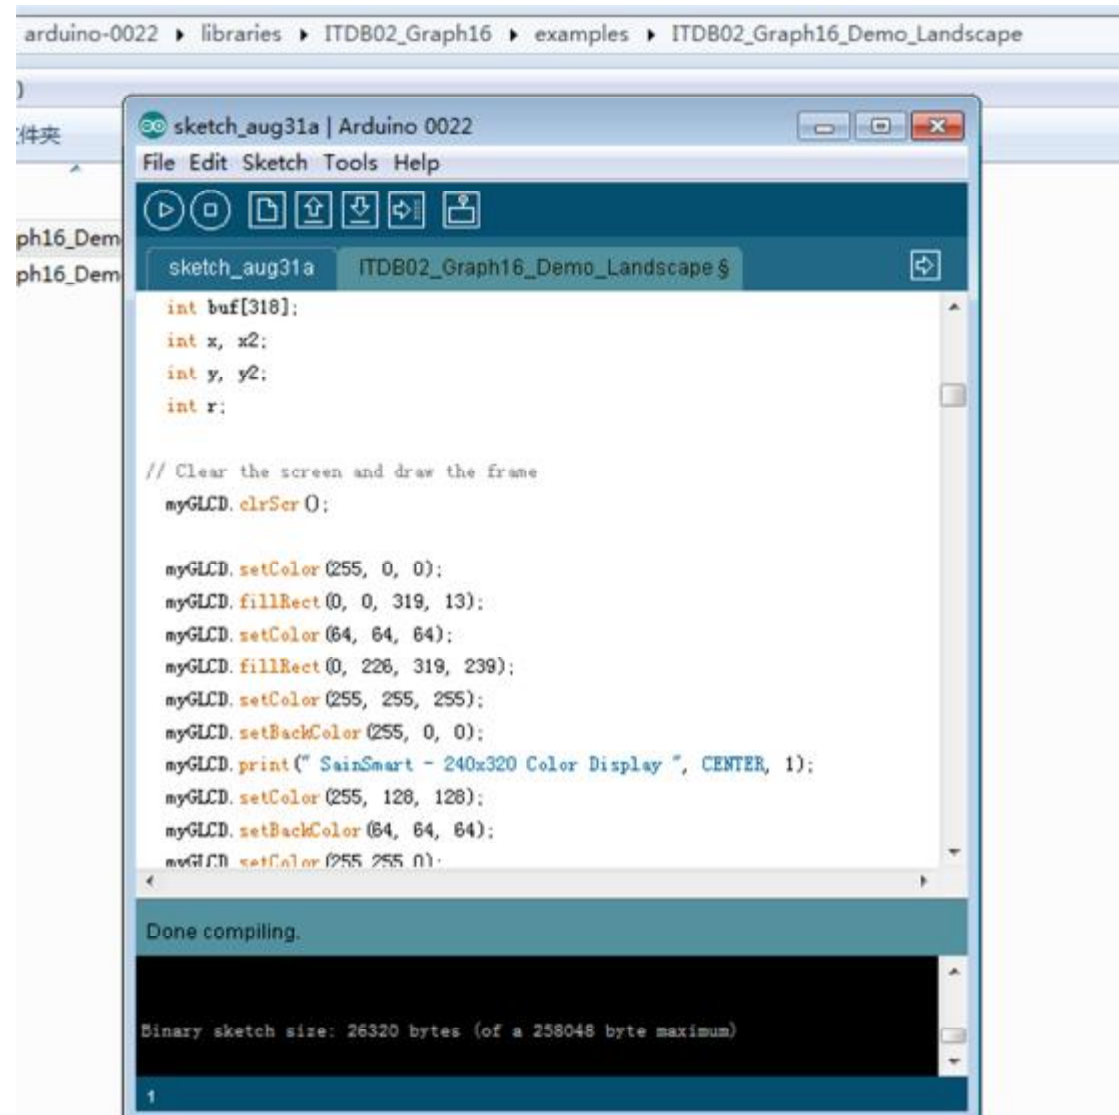 arduino-0022 ▸ libraries ▸ ITDB02_Graph16 ▸ examples ▸ ITDB02_Graph16_Demo_Landscape
件夹
ph16_Dem
ph16_Dem
sketch_aug31a | Arduino 0022
File Edit Sketch Tools Help
sketch_aug31a ITDB02_Graph16_Demo_Landscape §
int buf[318];
int x, x2;
int y, y2;
int r;
// Clear the screen and draw the frame
myGLCD.clrScr();
myGLCD.setColor(255, 0, 0);
myGLCD.fillRect(0, 0, 319, 13);
myGLCD.setColor(64, 64, 64);
myGLCD.fillRect(0, 226, 319, 239);
myGLCD.setColor(255, 255, 255);
myGLCD.setBackColor(255, 0, 0);
myGLCD.print(" SainSmart - 240x320 Color Display ", CENTER, 1);
myGLCD.setColor(255, 128, 128);
myGLCD.setBackColor(64, 64, 64);
myGLCD.setColor(255,255,0);
Done compiling.
Binary sketch size: 26320 bytes (of a 258048 byte maximum)
1